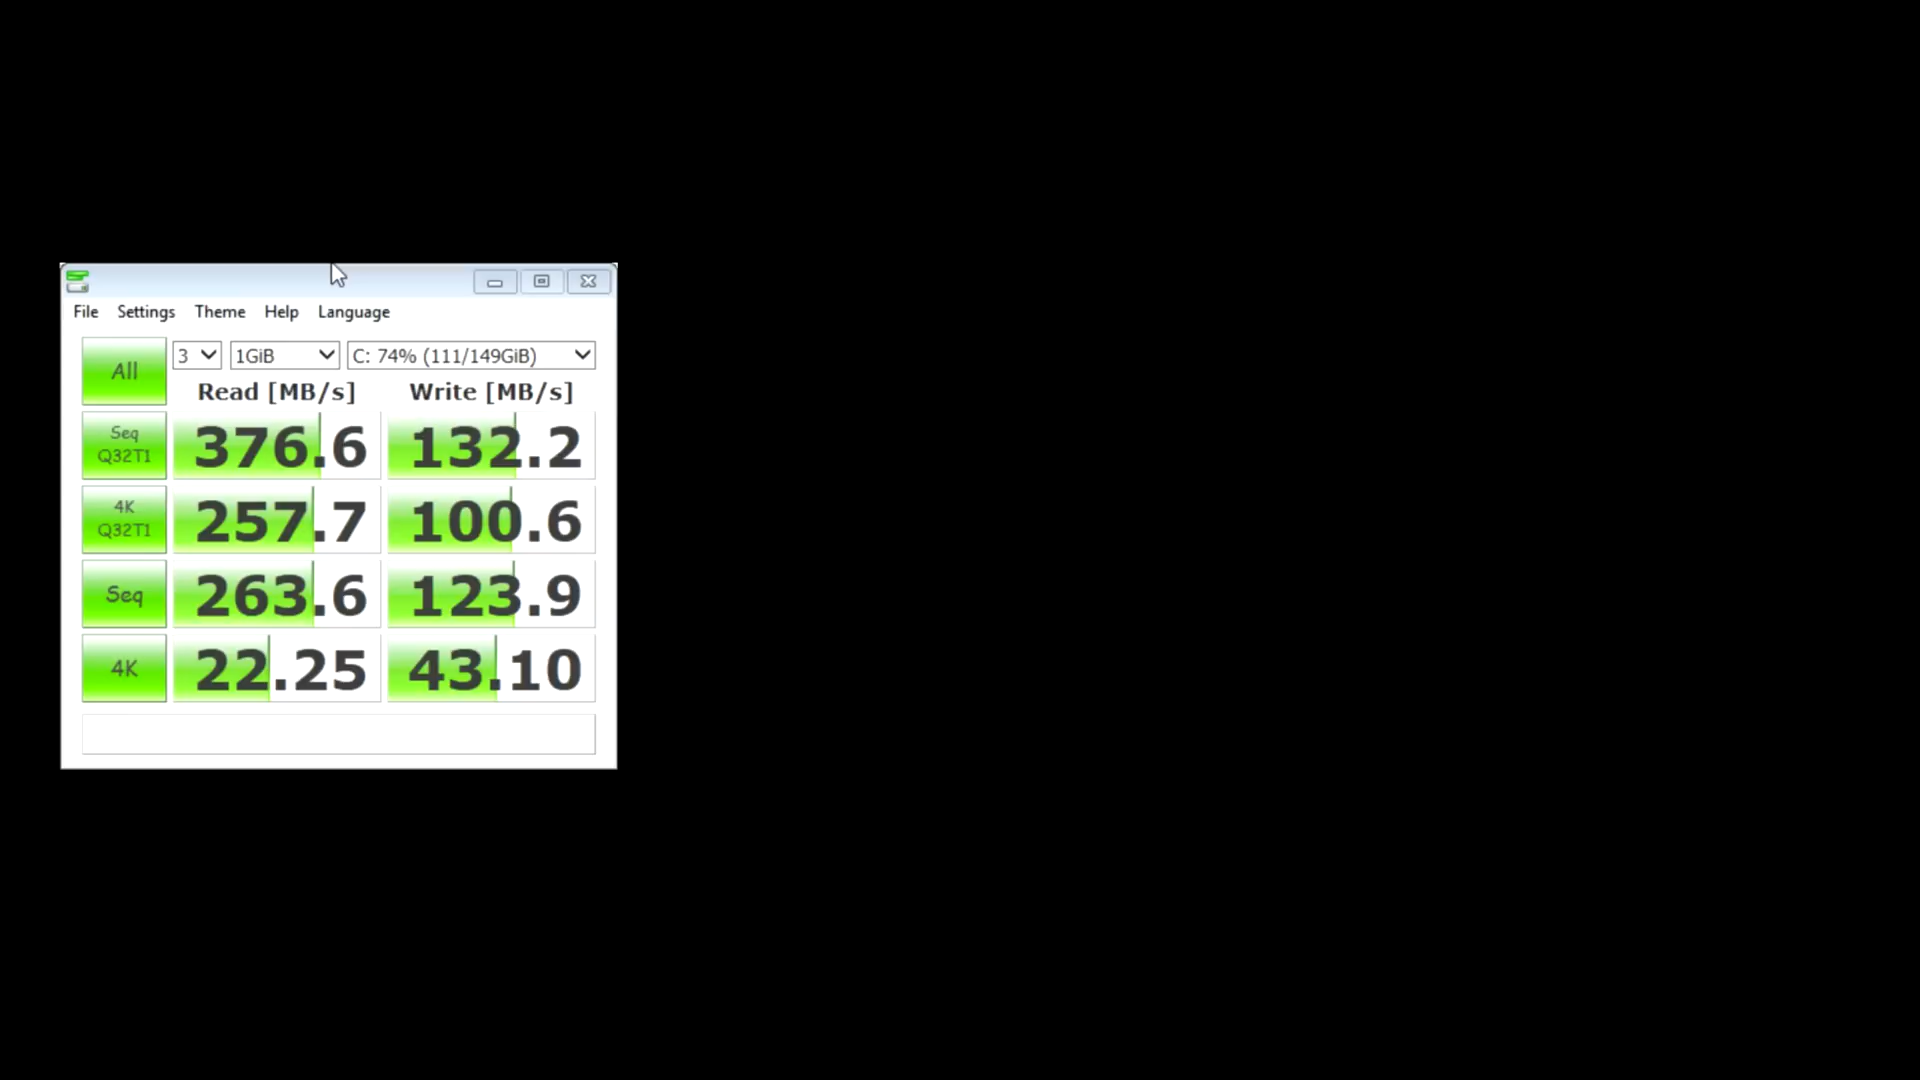 File Settings Theme Help Language
All 3 1GiB C: 74% (111/149GiB)
Read [MB/s] Write [MB/s]
Seq Q32T1 376.6 132.2
4K Q32T1 257.7 100.6
Seq 263.6 123.9
4K 22.25 43.10